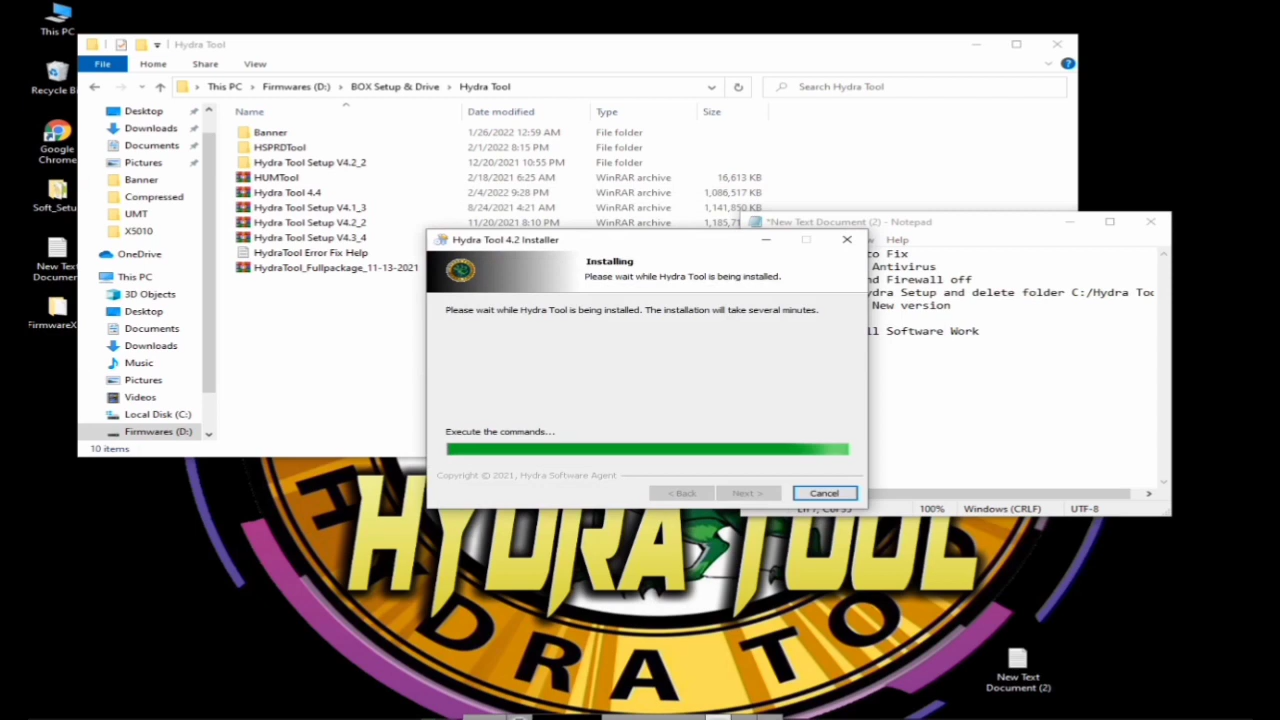 This PC
Recycle Bi
Google
Chrome
Soft_Setu
New Text
Documen
FirmwareX
Hydra Tool
File
Home
Share
View
This PC > Firmwares (D:) > BOX Setup & Drive > Hydra Tool
Search Hydra Tool
Desktop
Downloads
Documents
Pictures
Banner
Compressed
UMT
X5010
OneDrive
This PC
3D Objects
Desktop
Documents
Downloads
Music
Pictures
Videos
Local Disk (C:)
Firmwares (D:)
10 items
Name Date modified Type Size
Banner 1/26/2022 12:59 AM File folder
HSPRDTool 2/1/2022 8:15 PM File folder
Hydra Tool Setup V4.2_2 12/20/2021 10:55 PM File folder
HUMTool 2/18/2021 6:25 AM WinRAR archive 16,613 KB
Hydra Tool 4.4 2/4/2022 9:28 PM WinRAR archive 1,086,517 KB
Hydra Tool Setup V4.1_3 8/24/2021 4:21 AM WinRAR archive 1,141,850 KB
Hydra Tool Setup V4.2_2 11/20/2021 8:10 PM WinRAR archive 1,185,7
Hydra Tool Setup V4.3_4
HydraTool Error Fix Help
HydraTool_Fullpackage_11-13-2021
*New Text Document (2) - Notepad
Help
to Fix
Antivirus
nd Firewall off
ydra Setup and delete folder C:/Hydra Too
New version
ll Software Work
100%
Windows (CRLF)
UTF-8
Hydra Tool 4.2 Installer
Installing
Please wait while Hydra Tool is being installed.
Please wait while Hydra Tool is being installed. The installation will take several minutes.
Execute the commands...
Copyright © 2021, Hydra Software Agent
< Back
Next >
Cancel
HYDRA TOOL
HYDRA TO
New Text
Document (2)